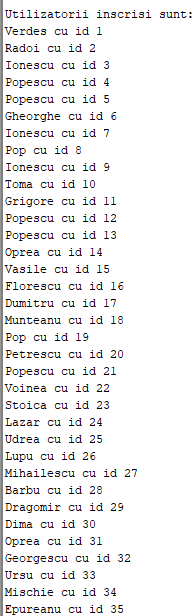 Utilizatorii inscrisi sunt:
Verdes cu id 1
Radoi cu id 2
Ionescu cu id 3
Popescu cu id 4
Popescu cu id 5
Gheorghe cu id 6
Ionescu cu id 7
Pop cu id 8
Ionescu cu id 9
Toma cu id 10
Grigore cu id 11
Popescu cu id 12
Popescu cu id 13
Oprea cu id 14
Vasile cu id 15
Florescu cu id 16
Dumitru cu id 17
Munteanu cu id 18
Pop cu id 19
Petrescu cu id 20
Popescu cu id 21
Voinea cu id 22
Stoica cu id 23
Lazar cu id 24
Udrea cu id 25
Lupu cu id 26
Mihailescu cu id 27
Barbu cu id 28
Dragomir cu id 29
Dima cu id 30
Oprea cu id 31
Georgescu cu id 32
Ursu cu id 33
Mischie cu id 34
Epureanu cu id 35